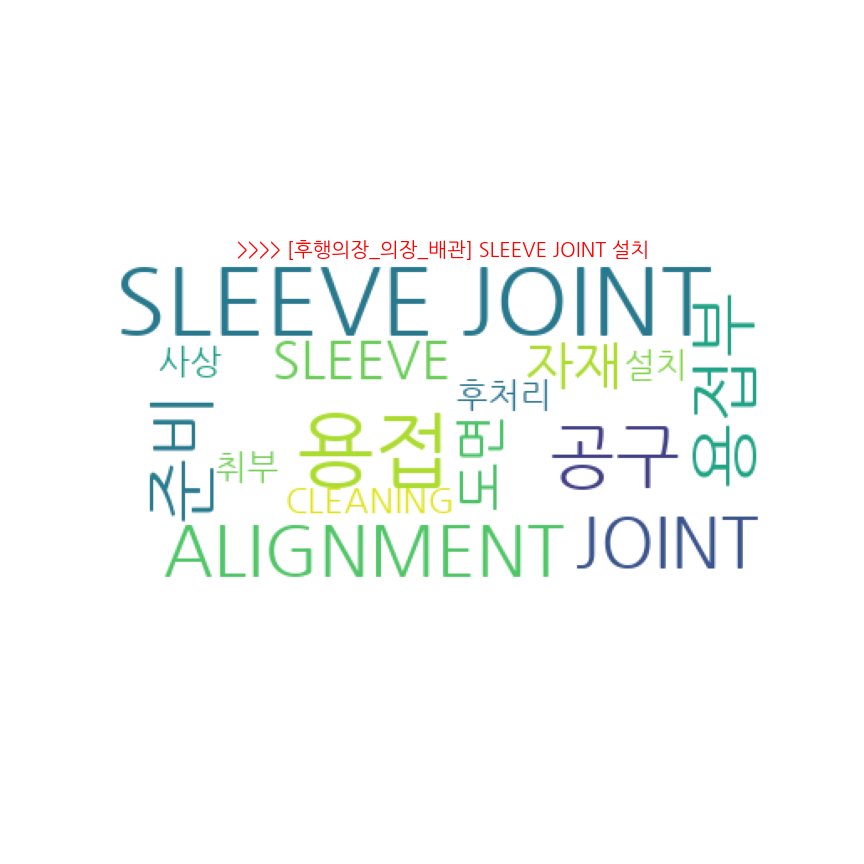 >>>> [후행의장_의장_배관] SLEEVE JOINT 설치
SLEEVE JOINT
사상
SLEEVE
자재
설치
용접부
후처리
준비
취부
용접
도면
공구
CLEANING
ALIGNMENT
JOINT